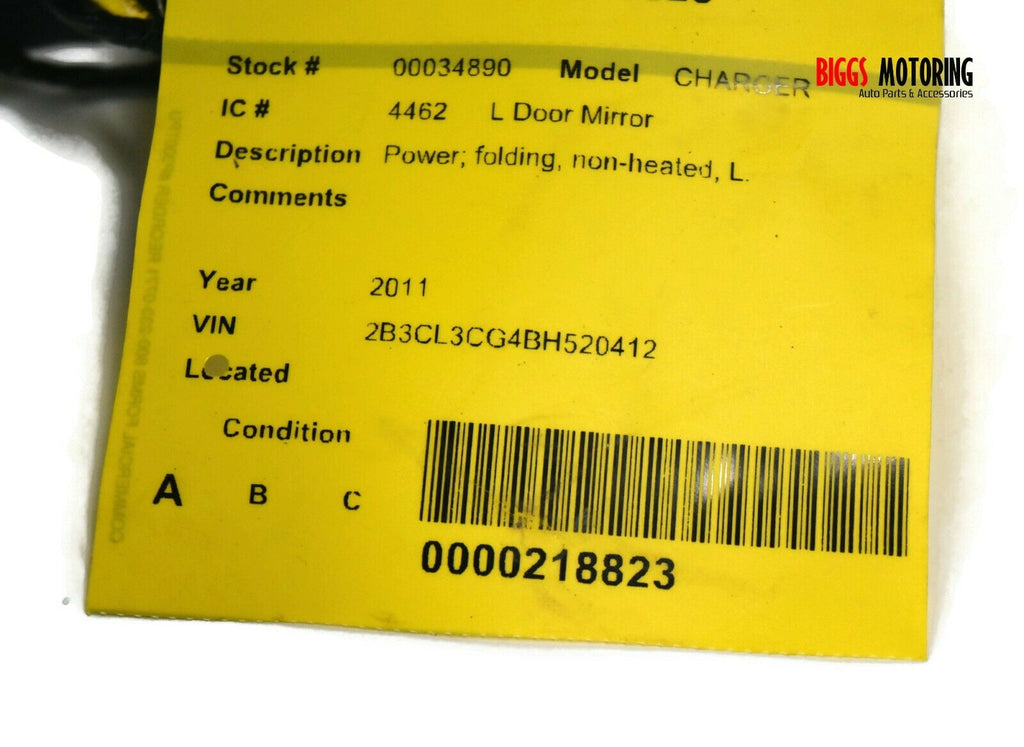 Stock # 00034890 Model CHARGER
BIGGS MOTORING
Auto Parts & Accessories
IC # 4462 L Door Mirror
Description Power; folding, non-heated, L.
Comments
Year 2011
VIN 2B3CL3CG4BH520412
Located
Condition
A B C
0000218823